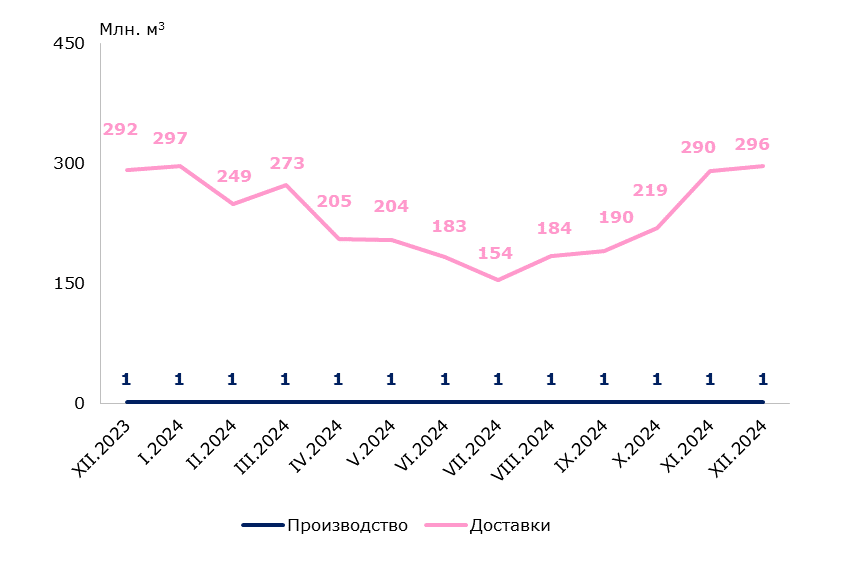 Млн. м³
450
300
150
0
292 297 249 273 205 204 183 154 184 190 219 290 296
1 1 1 1 1 1 1 1 1 1 1 1 1
XII.2023 I.2024 II.2024 III.2024 IV.2024 V.2024 VI.2024 VII.2024 VIII.2024 IX.2024 X.2024 XI.2024 XII.2024
Производство Доставки